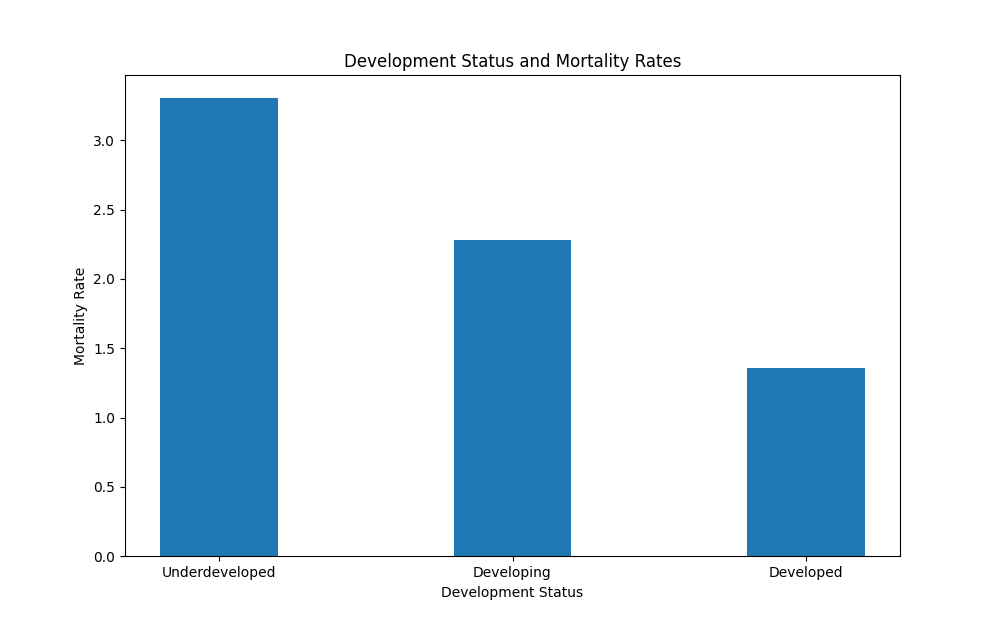 Development Status and Mortality Rates
Mortality Rate
3.0
2.5
2.0
1.5
1.0
0.5
0.0
Underdeveloped Developing Developed
Development Status